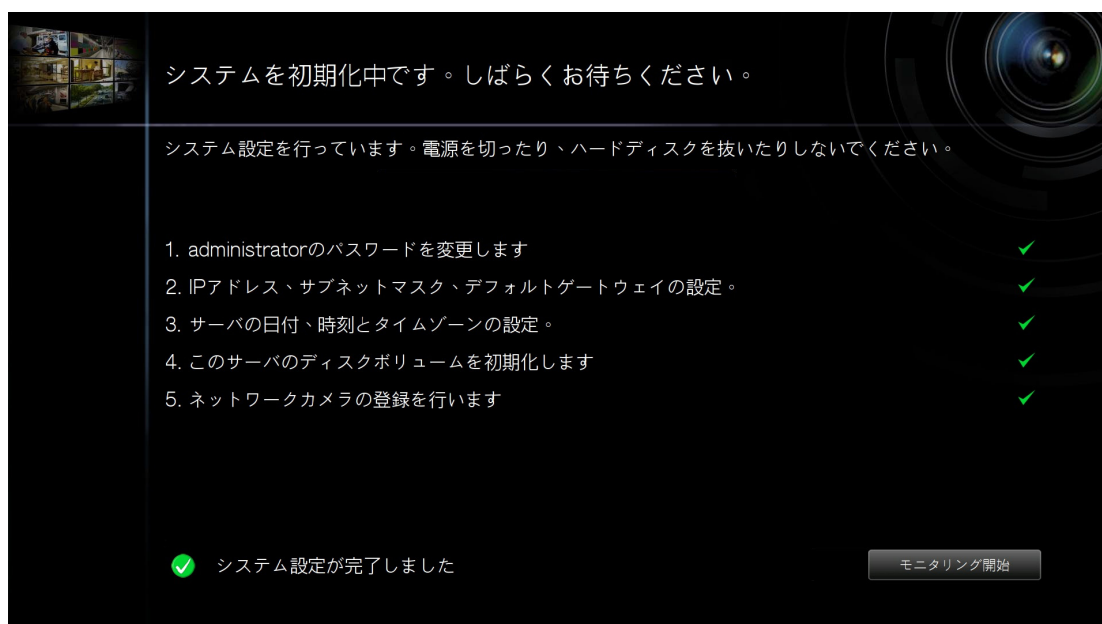 システムを初期化中です。しばらくお待ちください。
システム設定を行っています。電源を切ったり、ハードディスクを抜いたりしないでください。
1. administratorのパスワードを変更します
2. IPアドレス、サブネットマスク、デフォルトゲートウェイの設定。
3. サーバの日付、時刻とタイムゾーンの設定。
4. このサーバのディスクボリュームを初期化します
5. ネットワークカメラの登録を行います
システム設定が完了しました
モニタリング開始